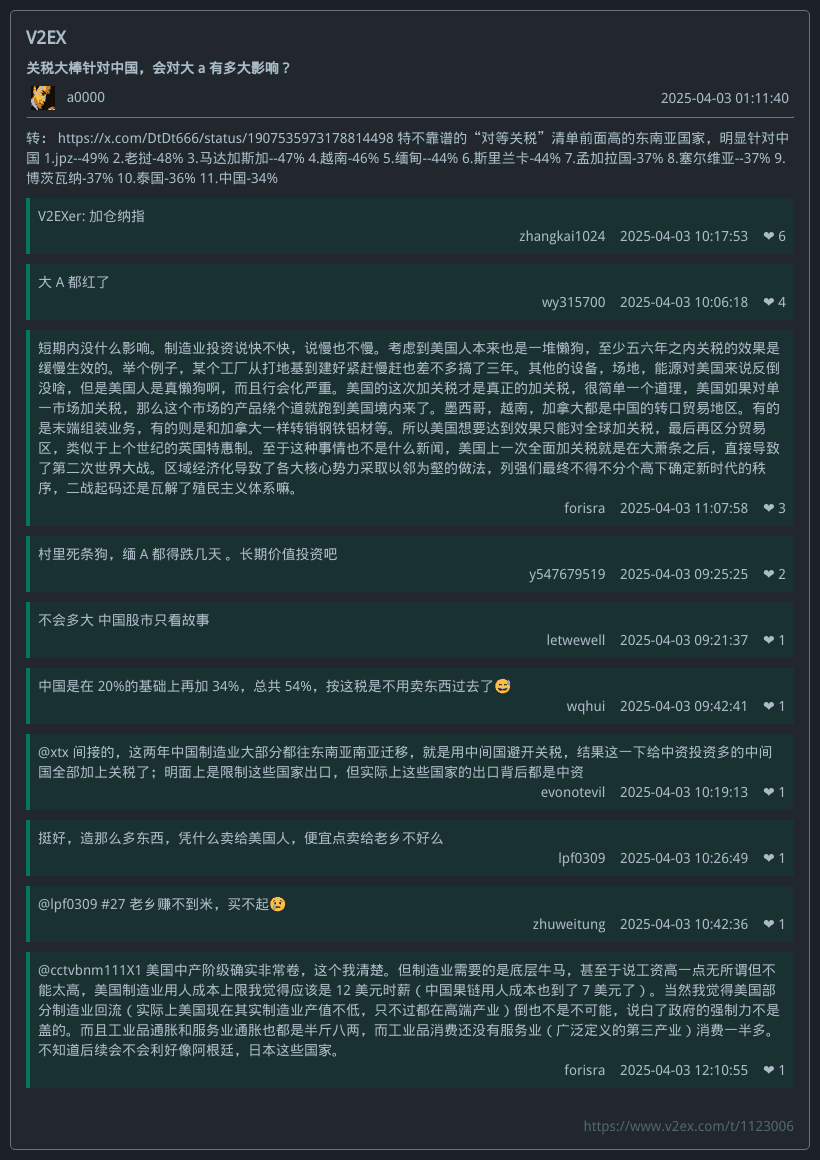 V2EX
关税大棒针对中国，会对大 a 有多大影响？
a0000
2025-04-03 01:11:40
转： https://x.com/DtDt666/status/1907535973178814498 特不靠谱的“对等关税”清单前面高的东南亚国家，明显针对中
国 1.jpz--49% 2.老挝-48% 3.马达加斯加--47% 4.越南-46% 5.缅甸--44% 6.斯里兰卡-44% 7.孟加拉国-37% 8.塞尔维亚--37% 9.
博茨瓦纳-37% 10.泰国-36% 11.中国-34%
V2EXer: 加仓纳指
zhangkai1024 2025-04-03 10:17:53 ❤ 6
大 A 都红了
wy315700 2025-04-03 10:06:18 ❤ 4
短期内没什么影响。制造业投资说快不快，说慢也不慢。考虑到美国人本来也是一堆懒狗，至少五六年之内关税的效果是
缓慢生效的。举个例子，某个工厂从打地基到建好紧赶慢赶也差不多搞了三年。其他的设备，场地，能源对美国来说反倒
没啥，但是美国人是真懒狗啊，而且行会化严重。美国的这次加关税才是真正的加关税，很简单一个道理，美国如果对单
一市场加关税，那么这个市场的产品绕个道就跑到美国境内来了。墨西哥，越南，加拿大都是中国的转口贸易地区。有的
是末端组装业务，有的则是和加拿大一样转销钢铁铝材等。所以美国想要达到效果只能对全球加关税，最后再区分贸易
区，类似于上个世纪的英国特惠制。至于这种事情也不是什么新闻，美国上一次全面加关税就是在大萧条之后，直接导致
了第二次世界大战。区域经济化导致了各大核心势力采取以邻为壑的做法，列强们最终不得不分个高下确定新时代的秩
序，二战起码还是瓦解了殖民主义体系嘛。
forisra 2025-04-03 11:07:58 ❤ 3
村里死条狗，缅 A 都得跌几天 。长期价值投资吧
y547679519 2025-04-03 09:25:25 ❤ 2
不会多大 中国股市只看故事
letwewell 2025-04-03 09:21:37 ❤ 1
中国是在 20%的基础上再加 34%，总共 54%，按这税是不用卖东西过去了😅
wqhui 2025-04-03 09:42:41 ❤ 1
@xtx 间接的，这两年中国制造业大部分都往东南亚南亚迁移，就是用中间国避开关税，结果这一下给中资投资多的中间
国全部加上关税了；明面上是限制这些国家出口，但实际上这些国家的出口背后都是中资
evonotevil 2025-04-03 10:19:13 ❤ 1
挺好，造那么多东西，凭什么卖给美国人，便宜点卖给老乡不好么
lpf0309 2025-04-03 10:26:49 ❤ 1
@lpf0309 #27 老乡赚不到米，买不起😢
zhuweitung 2025-04-03 10:42:36 ❤ 1
@cctvbnm111X1 美国中产阶级确实非常卷，这个我清楚。但制造业需要的是底层牛马，甚至于说工资高一点无所谓但不
能太高，美国制造业用人成本上限我觉得应该是 12 美元时薪（中国果链用人成本也到了 7 美元了）。当然我觉得美国部
分制造业回流（实际上美国现在其实制造业产值不低，只不过都在高端产业）倒也不是不可能，说白了政府的强制力不是
盖的。而且工业品通胀和服务业通胀也都是半斤八两，而工业品消费还没有服务业（广泛定义的第三产业）消费一半多。
不知道后续会不会利好像阿根廷，日本这些国家。
forisra 2025-04-03 12:10:55 ❤ 1
https://www.v2ex.com/t/1123006